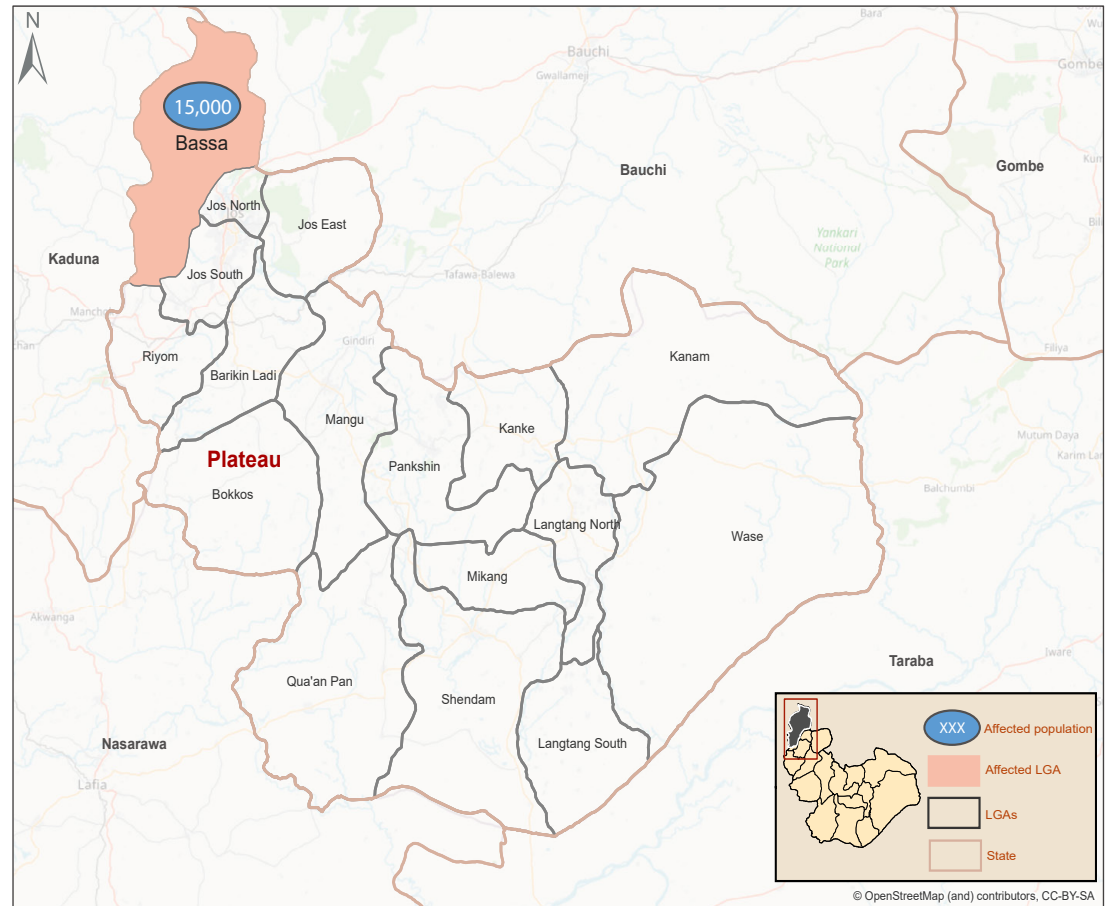 N
Bara
Bauchi
Gwallameji
Gombe
15,000
Bassa
Bauchi
Gombe
Jos North
Jos
Jos East
Yankari
National
Park
Kaduna
Jos South
Tafawa-Balewa
Gindiri
Filiya
Riyom
Barikin Ladi
Kanam
Mangu
Kanke
Mutum Daya
Plateau
Pankshin
Bokkos
Balchumbi
Langtang North
Wase
Mikang
Akwanga
Iware
Taraba
Qua'an Pan
Shendam
Nasarawa
Langtang South
Lafia
XXX
Affected population
Affected LGA
LGAs
State
© OpenStreetMap (and) contributors, CC-BY-SA